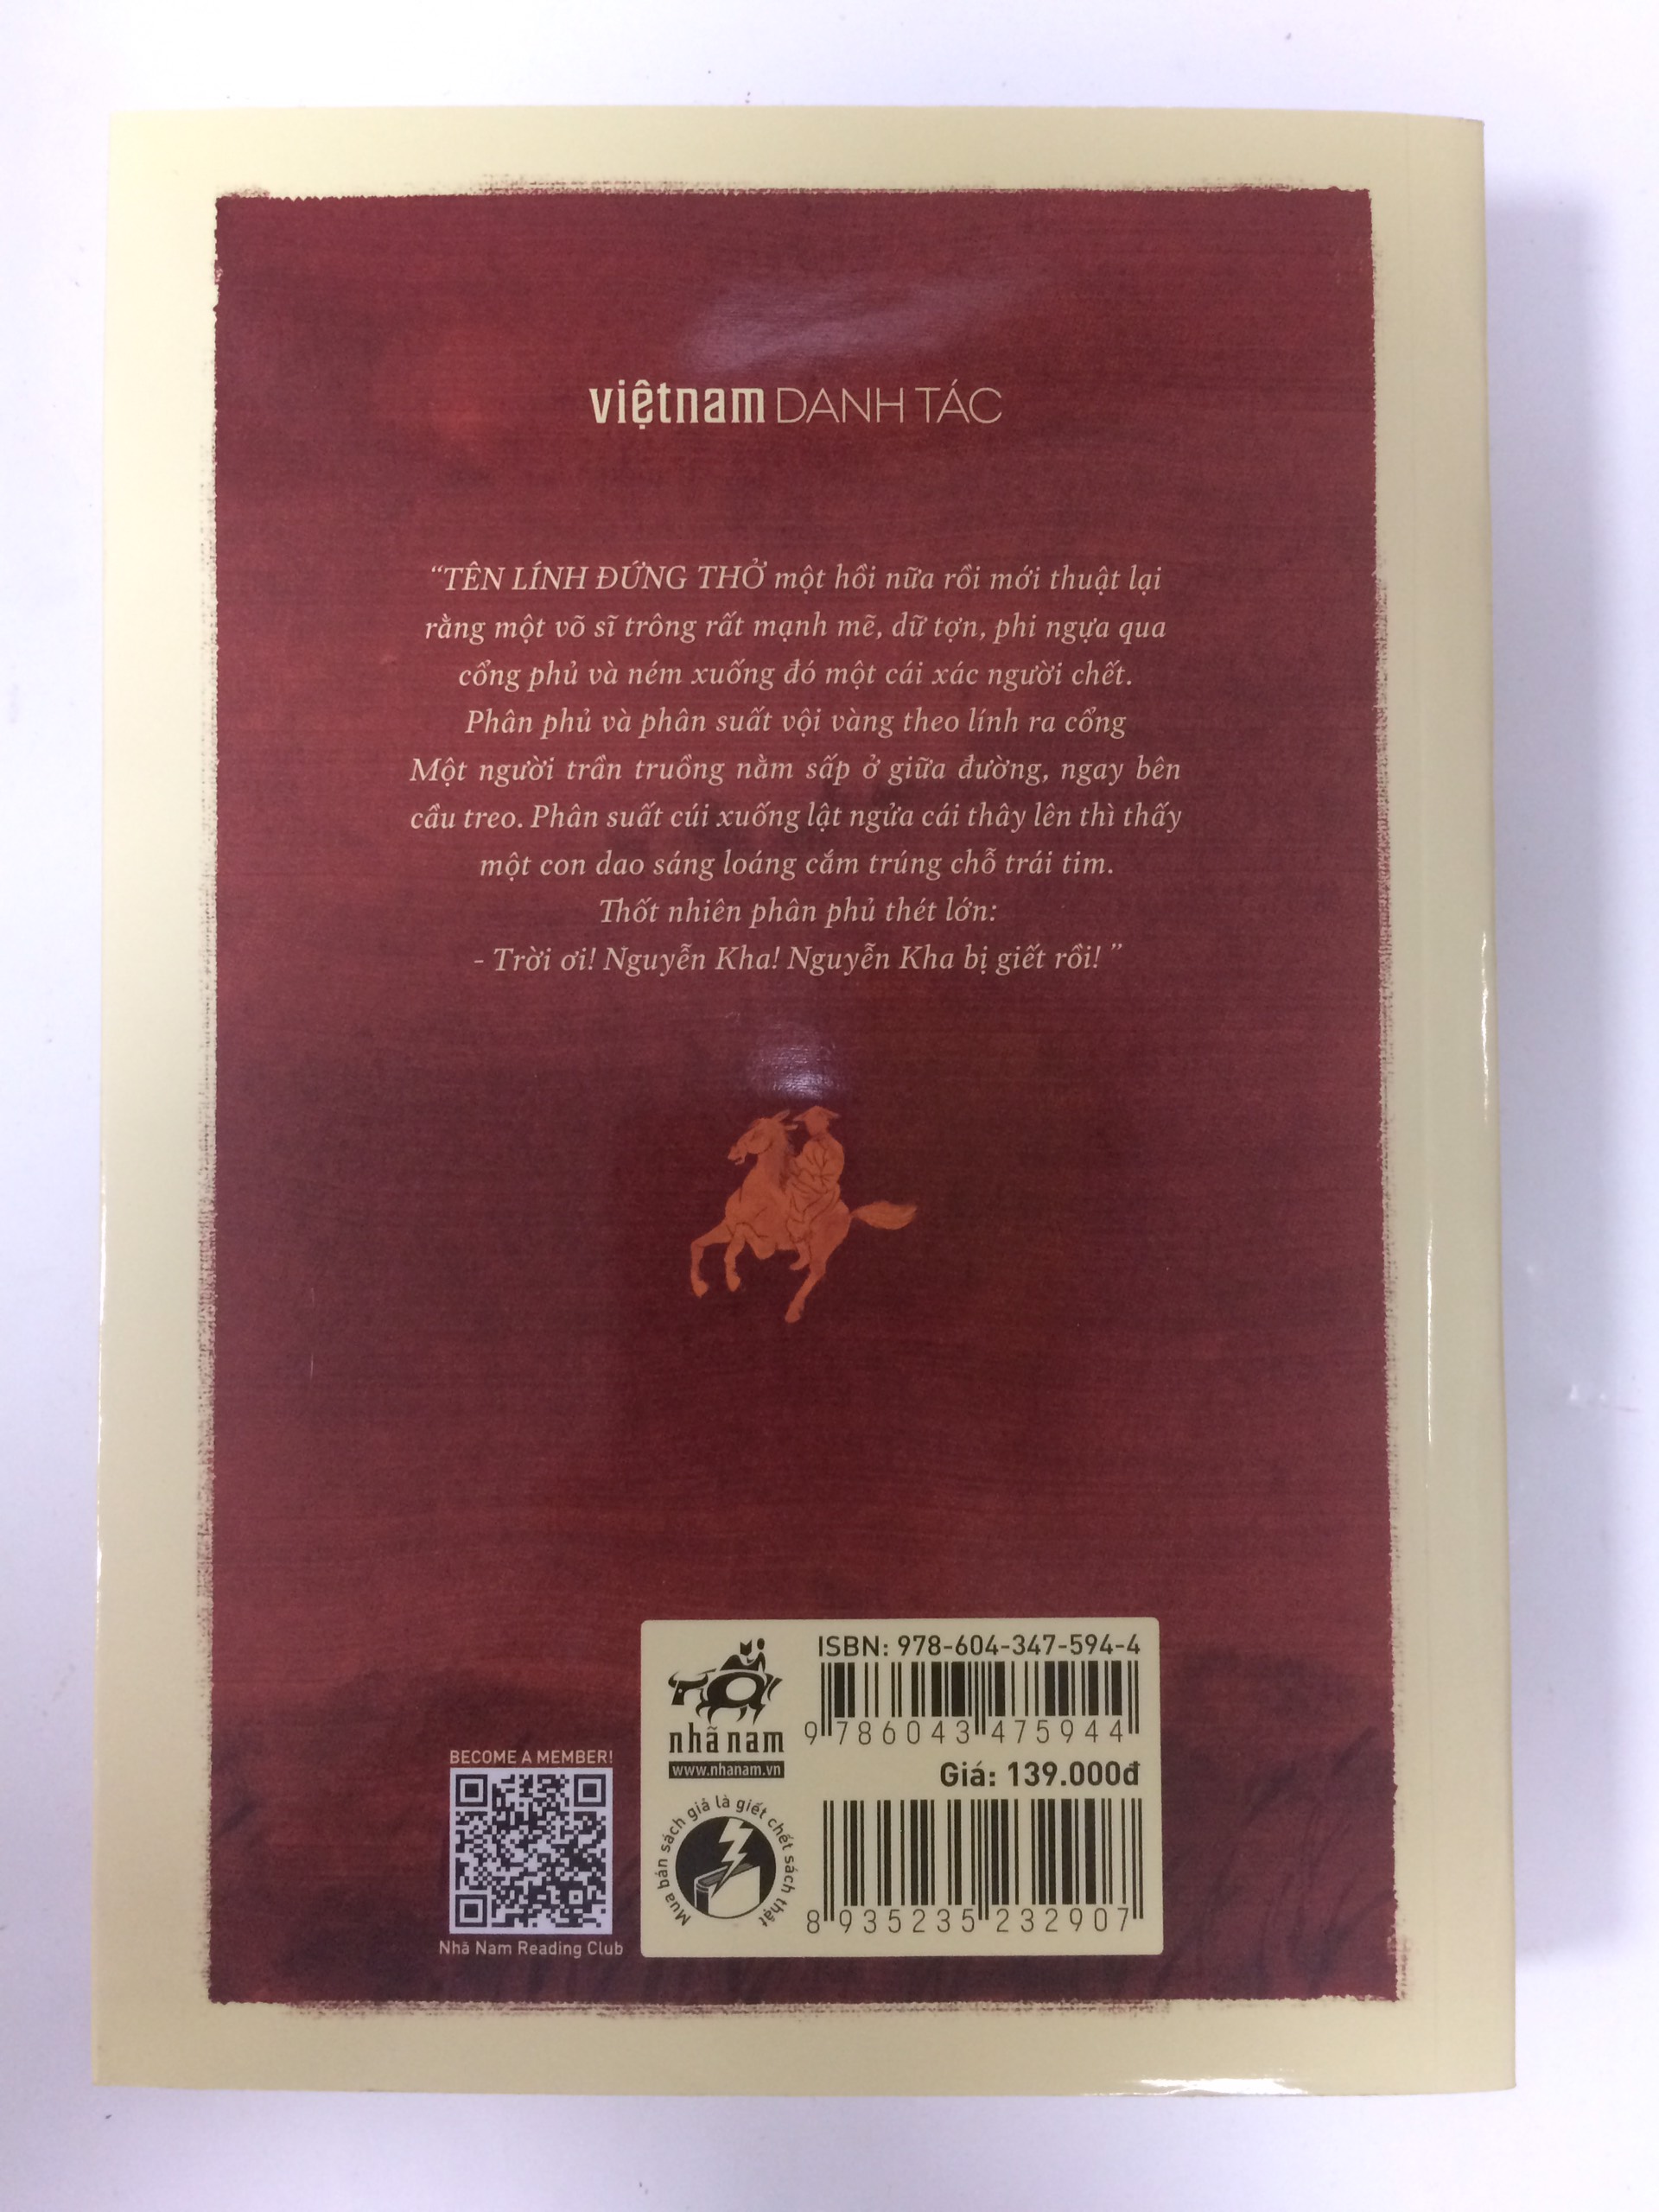 việtnam DANH TÁC
“TÊN LÍNH ĐỨNG THỞ một hồi nữa rồi mới thuật lại
rằng một võ sĩ trông rất mạnh mẽ, dữ tợn, phi ngựa qua
cổng phủ và ném xuống đó một cái xác người chết.
Phân phủ và phân suất vội vàng theo lính ra cổng
Một người trần truồng nằm sấp ở giữa đường, ngay bên
cầu treo. Phân suất cúi xuống lật ngửa cái thây lên thì thấy
một con dao sáng loáng cắm trúng chỗ trái tim.
Thốt nhiên phân phủ thét lớn:
- Trời ơi! Nguyễn Kha! Nguyễn Kha bị giết rồi! ”
BECOME A MEMBER!
Nhã Nam Reading Club
nhã nam
www.nhanam.vn
Mua bán sách giả là giết chết sách thật
ISBN: 978-604-347-594-4
9 786043 475944
Giá: 139.000đ
8 935235 232907